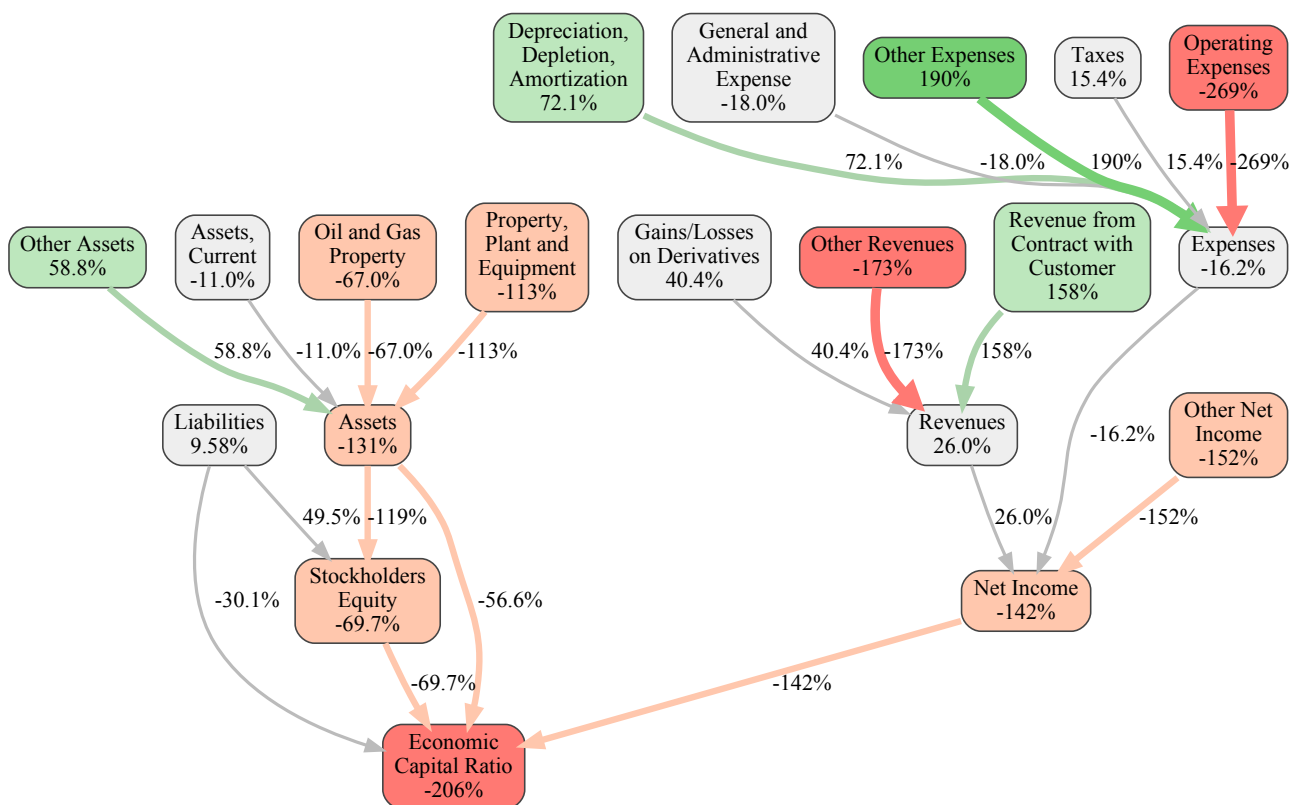 Depreciation,
Depletion,
Amortization
72.1%
General and
Administrative
Expense
-18.0%
Other Expenses
190%
Taxes
15.4%
Operating
Expenses
-269%
72.1%
-18.0%
190%
15.4%
-269%
Other Assets
58.8%
Assets,
Current
-11.0%
Oil and Gas
Property
-67.0%
Property,
Plant and
Equipment
-113%
Gains/Losses
on Derivatives
40.4%
Other Revenues
-173%
Revenue from
Contract with
Customer
158%
Expenses
-16.2%
58.8%
-11.0%
-67.0%
-113%
40.4%
-173%
158%
Liabilities
9.58%
Assets
-131%
Revenues
26.0%
-16.2%
Other Net
Income
-152%
49.5%
-119%
26.0%
-152%
-30.1%
Stockholders
Equity
-69.7%
-56.6%
Net Income
-142%
-69.7%
-142%
Economic
Capital Ratio
-206%